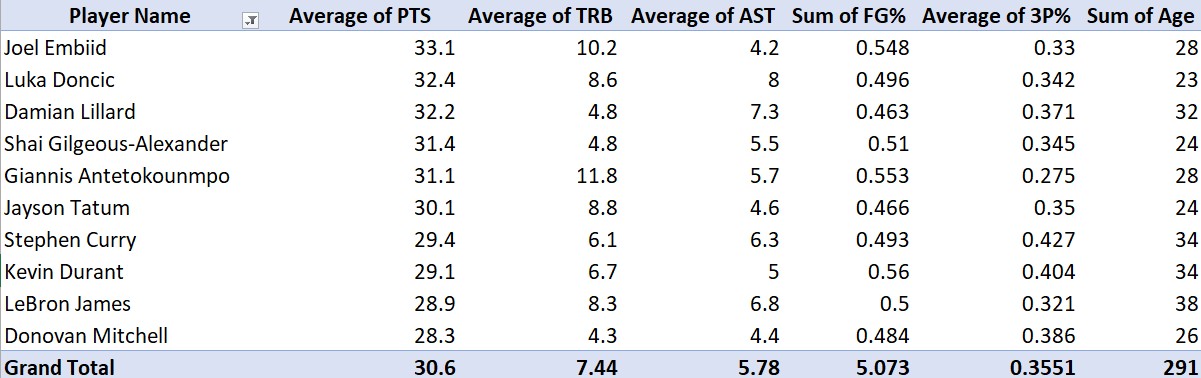 Player Name Average of PTS Average of TRB Average of AST Sum of FG% Average of 3P% Sum of Age
Joel Embiid 33.1 10.2 4.2 0.548 0.33 28
Luka Doncic 32.4 8.6 8 0.496 0.342 23
Damian Lillard 32.2 4.8 7.3 0.463 0.371 32
Shai Gilgeous-Alexander 31.4 4.8 5.5 0.51 0.345 24
Giannis Antetokounmpo 31.1 11.8 5.7 0.553 0.275 28
Jayson Tatum 30.1 8.8 4.6 0.466 0.35 24
Stephen Curry 29.4 6.1 6.3 0.493 0.427 34
Kevin Durant 29.1 6.7 5 0.56 0.404 34
LeBron James 28.9 8.3 6.8 0.5 0.321 38
Donovan Mitchell 28.3 4.3 4.4 0.484 0.386 26
Grand Total 30.6 7.44 5.78 5.073 0.3551 291